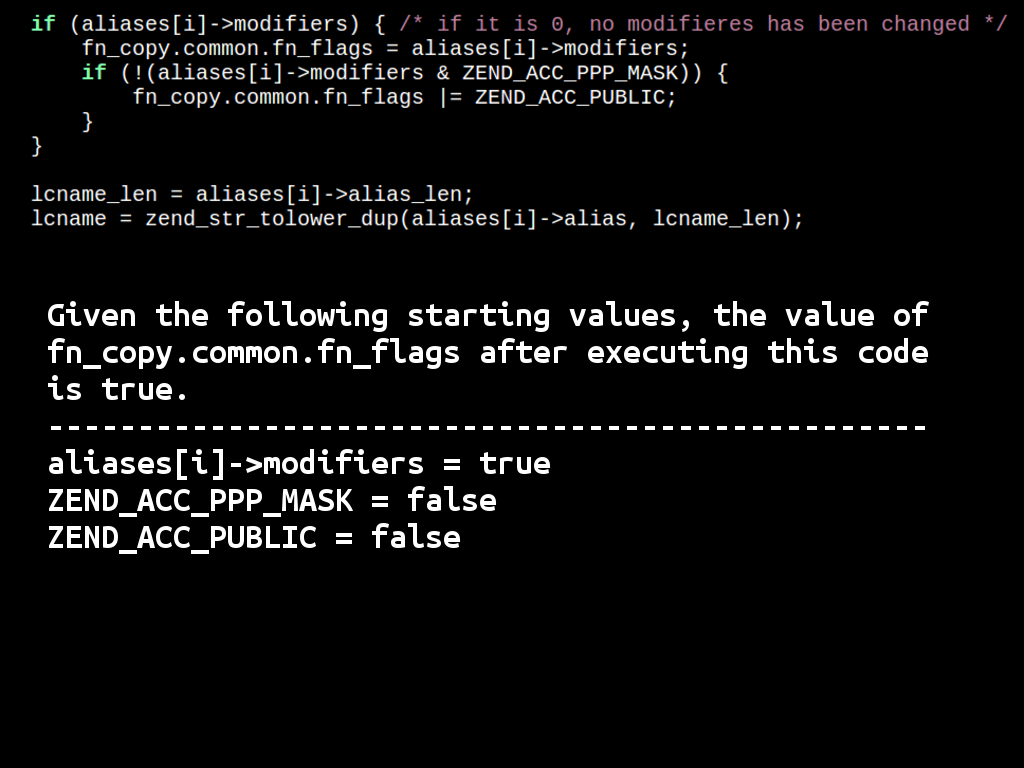 if (aliases[i]->modifiers) { /* if it is 0, no modifieres has been changed */
    fn_copy.common.fn_flags = aliases[i]->modifiers;
    if (!(aliases[i]->modifiers & ZEND_ACC_PPP_MASK)) {
        fn_copy.common.fn_flags |= ZEND_ACC_PUBLIC;
    }
}
lcname_len = aliases[i]->alias_len;
lcname = zend_str_tolower_dup(aliases[i]->alias, lcname_len);
Given the following starting values, the value of
fn_copy.common.fn_flags after executing this code
is true.
-------------------------------------------------
aliases[i]->modifiers = true
ZEND_ACC_PPP_MASK = false
ZEND_ACC_PUBLIC = false